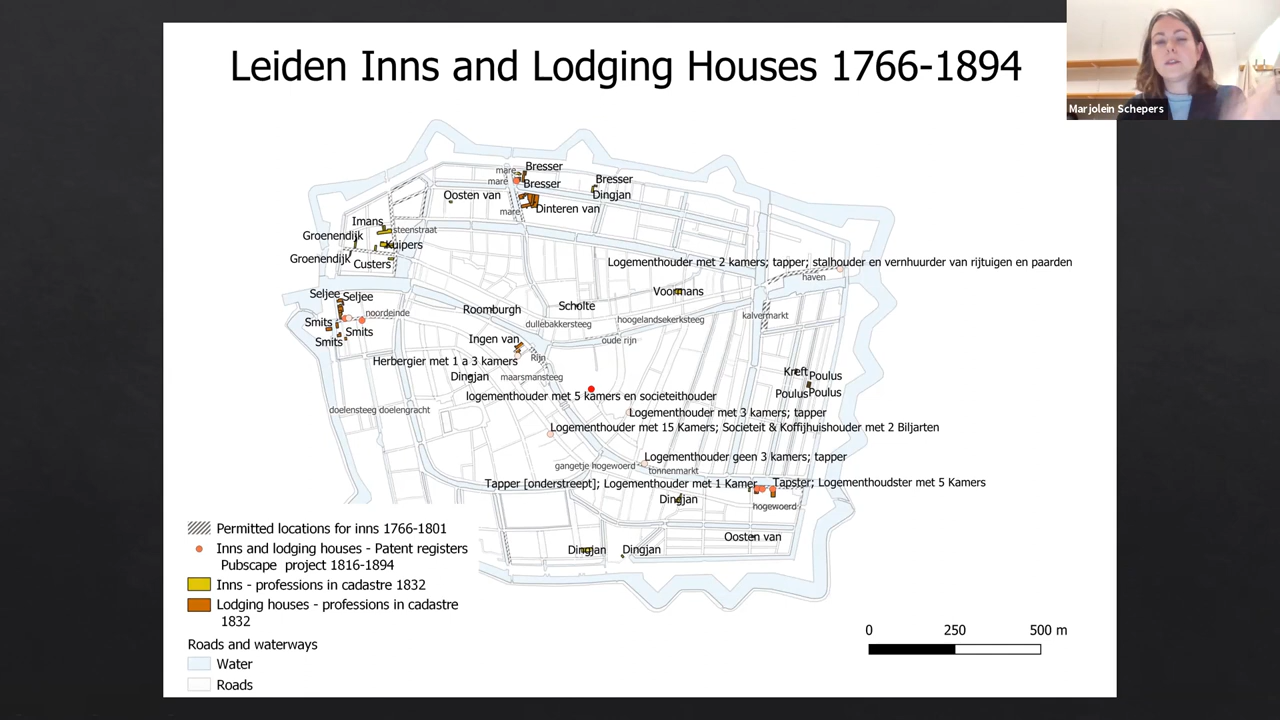 Leiden Inns and Lodging Houses 1766-1894
Marjolein Schepers
mare
Bresser
mare
Bresser
Bresser
Oosten van
Dingjan
mare
Dinteren van
Imans
steenstraat
Groenendijk
Kuipers
Groenendijk
Custers
Logementhouder met 2 kamers; tapper; stalhouder en vernhuurder van rijtuigen en paarden
haven
Voormans
Seljee
Seljee
Roomburgh
Scholte
noordeinde
kalvermarkt
Smits
dullebakkersteeg
hoogelandsekerksteeg
Smits
Smits
Ingen van
oude rijn
Herbergier met 1 a 3 kamers
Rijn
Dingjan
maarsmansteeg
Kreft
Poulus
Poulus
Poulus
logementhouder met 5 kamers en societeithouder
doelensteeg doelengracht
Logementhouder met 3 kamers; tapper
Logementhouder met 15 Kamers; Societeit & Koffijhuishouder met 2 Biljarten
Logementhouder geen 3 kamers; tapper
gangetje hogewoerd
tonnenmarkt
Tapper [onderstreept]; Logementhouder met 1 Kamer
Tapster; Logementhoudster met 5 Kamers
Dingjan
hogewoerd
Oosten van
Dingjan
Dingjan
Permitted locations for inns 1766-1801
Inns and lodging houses - Patent registers
Pubscape project 1816-1894
Inns - professions in cadastre 1832
Lodging houses - professions in cadastre
1832
Roads and waterways
Water
Roads
0 250 500 m